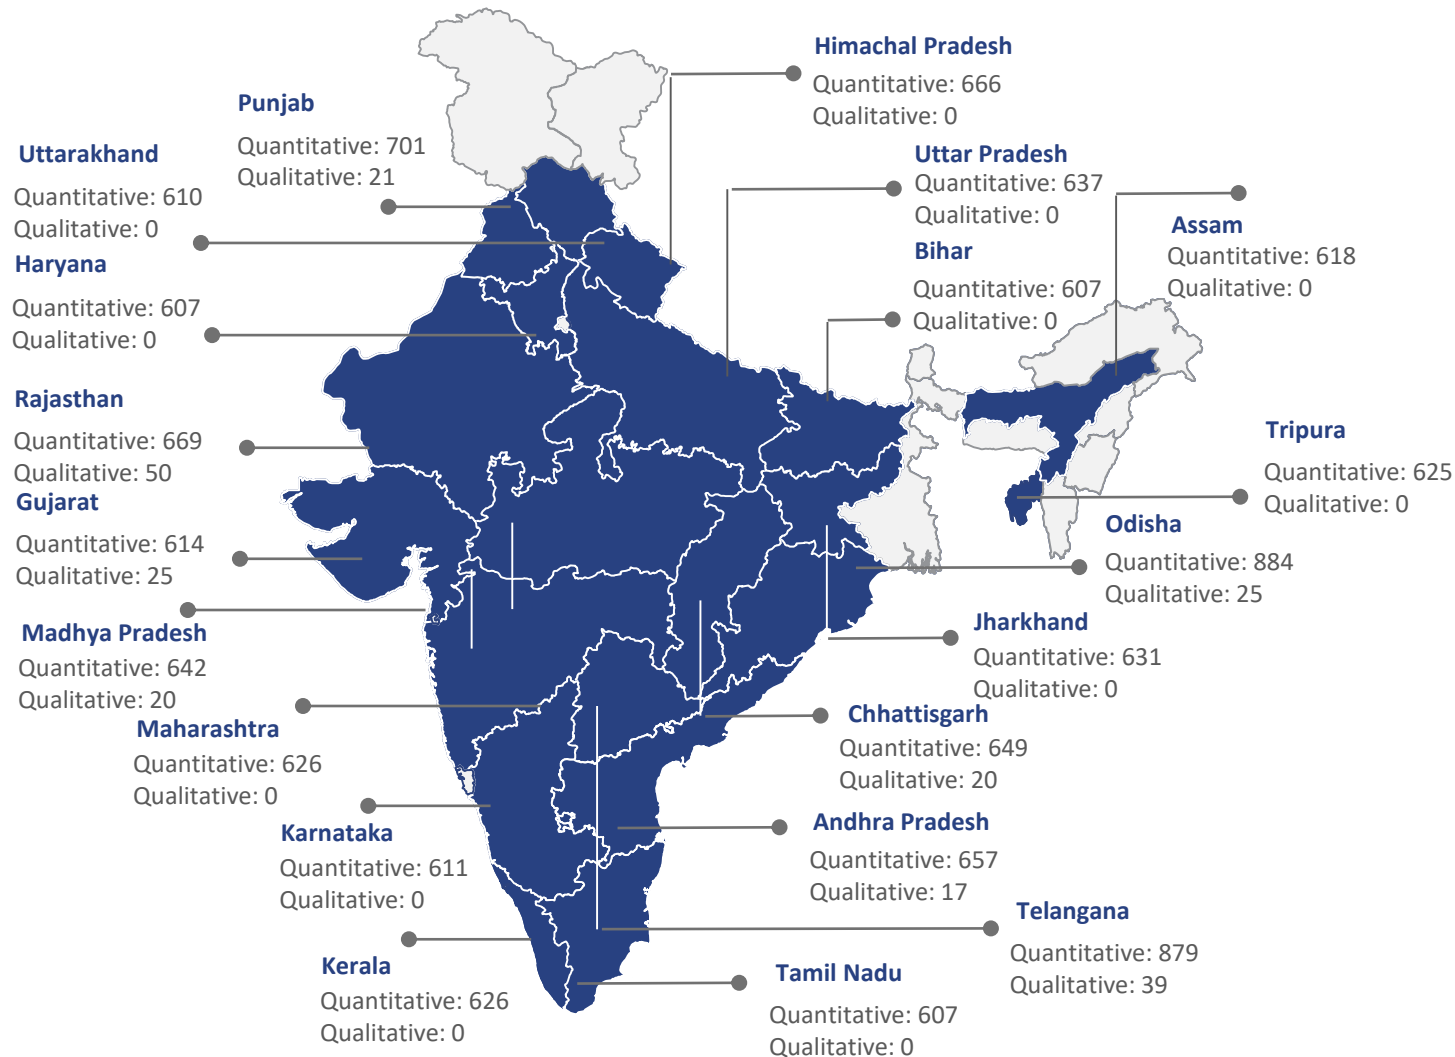 Himachal Pradesh
Quantitative: 666
Qualitative: 0
Punjab
Quantitative: 701
Qualitative: 21
Uttarakhand
Quantitative: 610
Qualitative: 0
Uttar Pradesh
Quantitative: 637
Qualitative: 0
Assam
Quantitative: 618
Qualitative: 0
Haryana
Quantitative: 607
Qualitative: 0
Bihar
Quantitative: 607
Qualitative: 0
Rajasthan
Quantitative: 669
Qualitative: 50
Tripura
Quantitative: 625
Qualitative: 0
Gujarat
Quantitative: 614
Qualitative: 25
Odisha
Quantitative: 884
Qualitative: 25
Madhya Pradesh
Quantitative: 642
Qualitative: 20
Jharkhand
Quantitative: 631
Qualitative: 0
Maharashtra
Quantitative: 626
Qualitative: 0
Chhattisgarh
Quantitative: 649
Qualitative: 20
Karnataka
Quantitative: 611
Qualitative: 0
Andhra Pradesh
Quantitative: 657
Qualitative: 17
Telangana
Quantitative: 879
Qualitative: 39
Kerala
Quantitative: 626
Qualitative: 0
Tamil Nadu
Quantitative: 607
Qualitative: 0